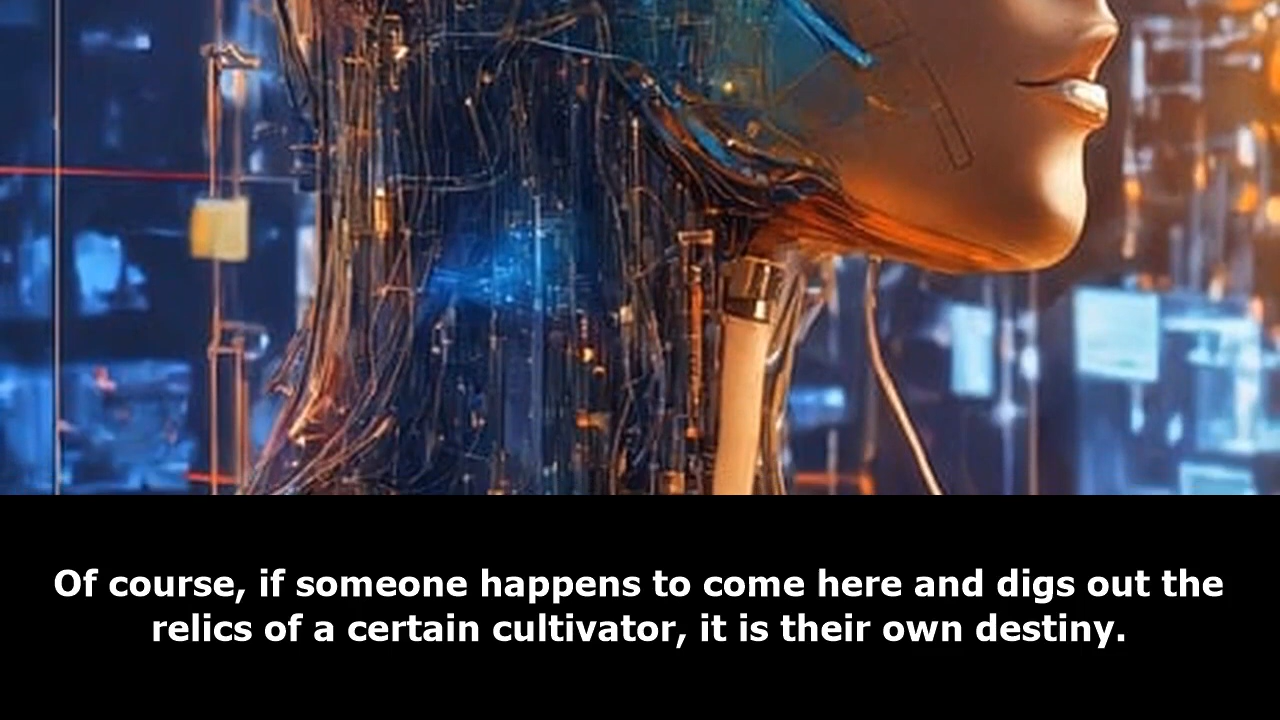 Of course, if someone happens to come here and digs out the
relics of a certain cultivator, it is their own destiny.